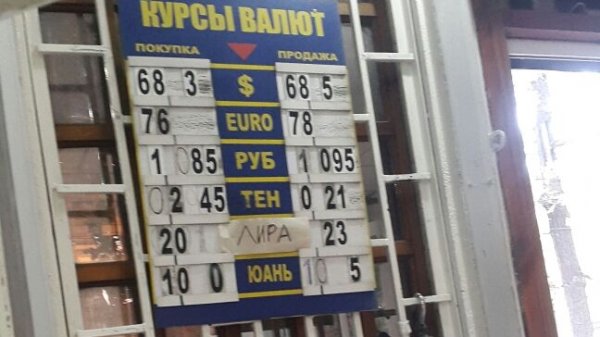 КУРСЫ ВАЛЮТ
ПОКУПКА ПРОДАЖА
68 3 $ 68 5
76 EURO 78
1 085 РУБ 1 095
0 2 45 ТЕН 0 21
20 ЛИРА 23
10 0 ЮАНЬ 10 5